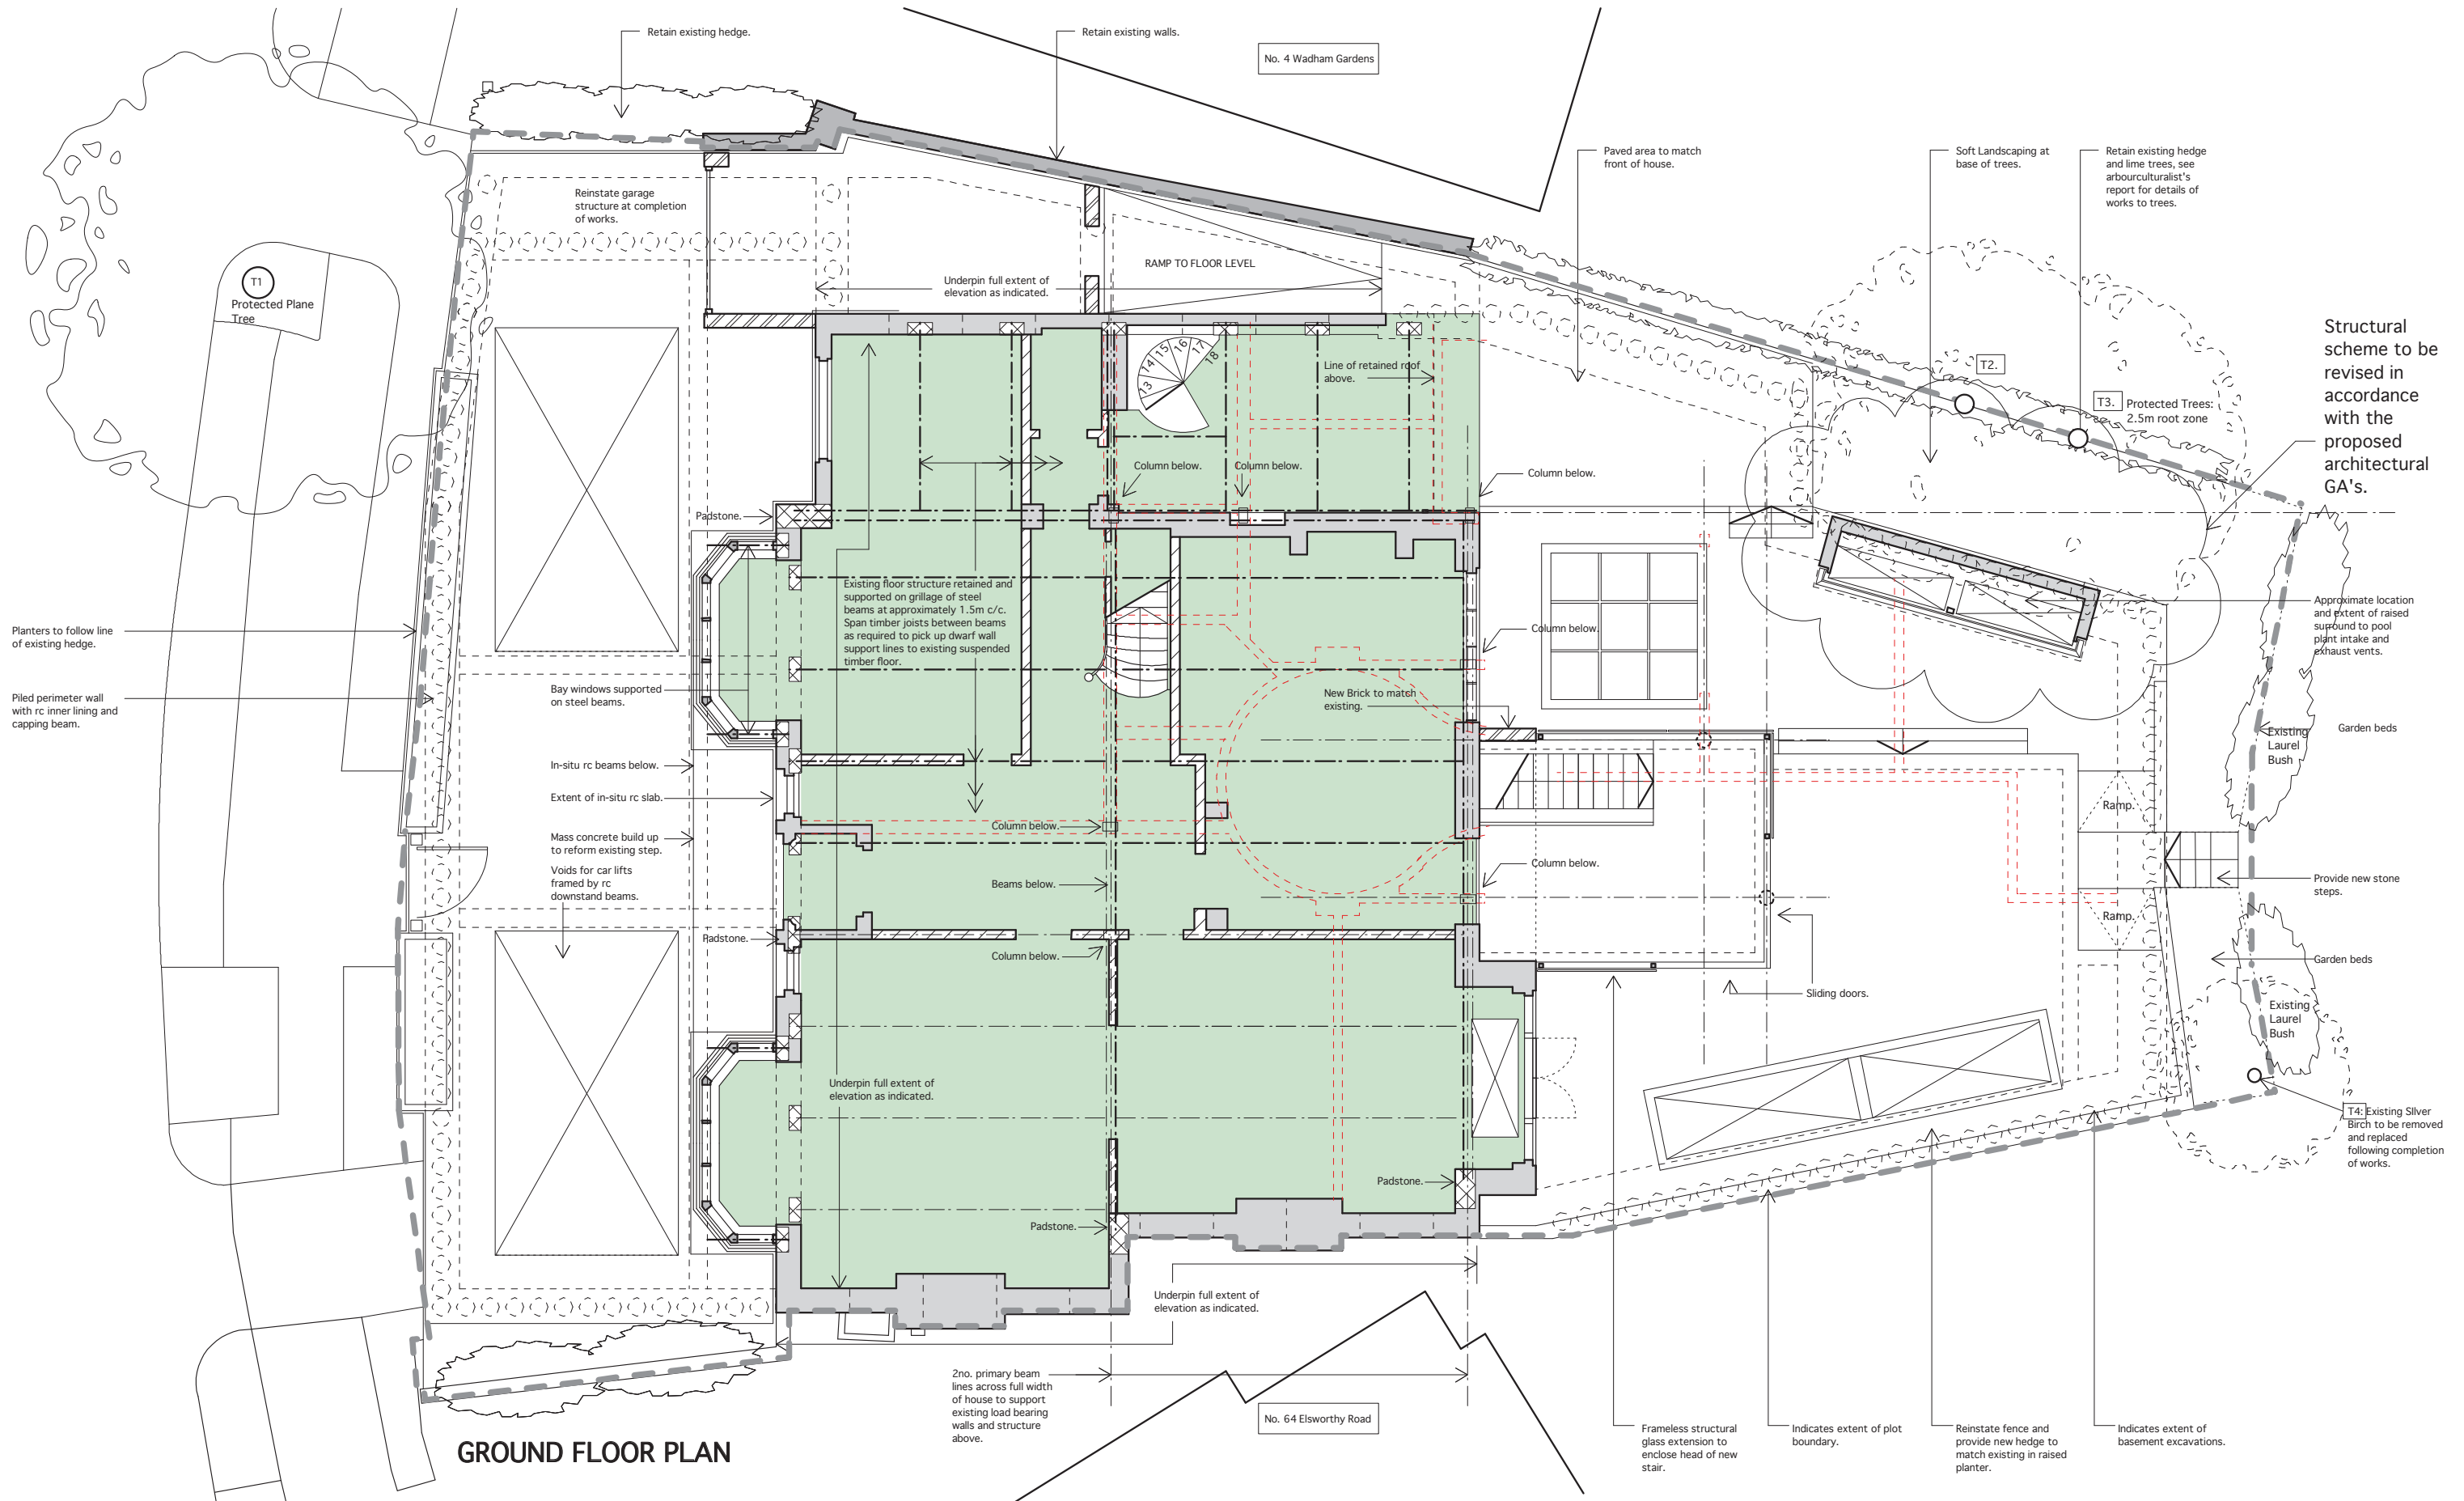 Retain existing hedge.
Retain existing walls.
No. 4 Wadham Gardens
Paved area to match
front of house.
Soft Landscaping at
base of trees.
Retain existing hedge
and lime trees, see
arbourculturalist's
report for details of
works to trees.
Reinstate garage
structure at completion
of works.
RAMP TO FLOOR LEVEL
Underpin full extent of
elevation as indicated.
T1
Protected Plane
Tree
13
14
15
16
17
18
Line of retained roof
above.
T2.
T3.
Protected Trees:
2.5m root zone
Structural
scheme to be
revised in
accordance
with the
proposed
architectural
GA's.
Column below.
Column below.
Column below.
Padstone.
Existing floor structure retained and
supported on grillage of steel
beams at approximately 1.5m c/c.
Span timber joists between beams
as required to pick up dwarf wall
support lines to existing suspended
timber floor.
Approximate location
and extent of raised
surround to pool
plant intake and
exhaust vents.
Planters to follow line
of existing hedge.
Column below.
Bay windows supported
on steel beams.
New Brick to match
existing.
Piled perimeter wall
with rc inner lining and
capping beam.
Existing
Laurel
Bush
Garden beds
In-situ rc beams below.
Extent of in-situ rc slab.
Ramp.
Column below.
Mass concrete build up
to reform existing step.
Voids for car lifts
framed by rc
downstand beams.
Column below.
Beams below.
Provide new stone
steps.
Ramp.
Padstone.
Column below.
Garden beds
Sliding doors.
Existing
Laurel
Bush
Underpin full extent of
elevation as indicated.
T4: Existing SIlver
Birch to be removed
and replaced
following completion
of works.
Padstone.
Padstone.
Underpin full extent of
elevation as indicated.
2no. primary beam
lines across full width
of house to support
existing load bearing
walls and structure
above.
No. 64 Elsworthy Road
Frameless structural
glass extension to
enclose head of new
stair.
Indicates extent of plot
boundary.
Reinstate fence and
provide new hedge to
match existing in raised
planter.
Indicates extent of
basement excavations.
GROUND FLOOR PLAN